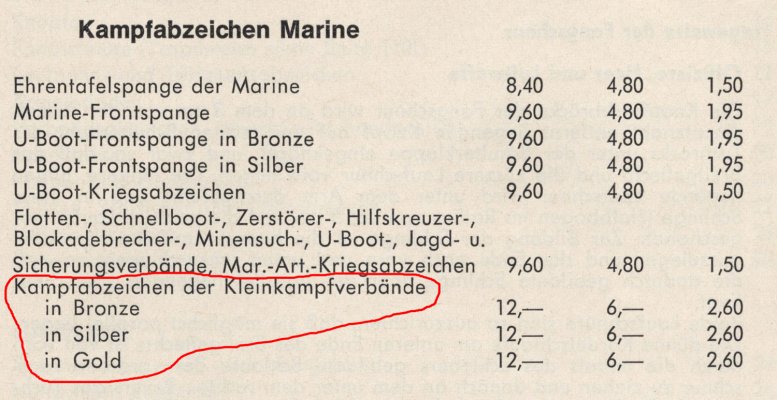 Kampfabzeichen Marine
Ehrentafelspange der Marine 8,40 4,80 1,50
Marine-Frontspange 9,60 4,80 1,95
U-Boot-Frontspange in Bronze 9,60 4,80 1,95
U-Boot-Frontspange in Silber 9,60 4,80 1,95
U-Boot-Kriegsabzeichen 9,60 4,80 1,50
Flotten-, Schnellboot-, Zerstörer-, Hilfskreuzer-,
Blockadebrecher-, Minensuch-, U-Boot-, Jagd- u.
Sicherungsverbände, Mar.-Art.-Kriegsabzeichen 9,60 4,80 1,50
Kampfabzeichen der Kleinkampfverbände
in Bronze 12,— 6,— 2,60
in Silber 12,— 6,— 2,60
in Gold 12,— 6,— 2,60